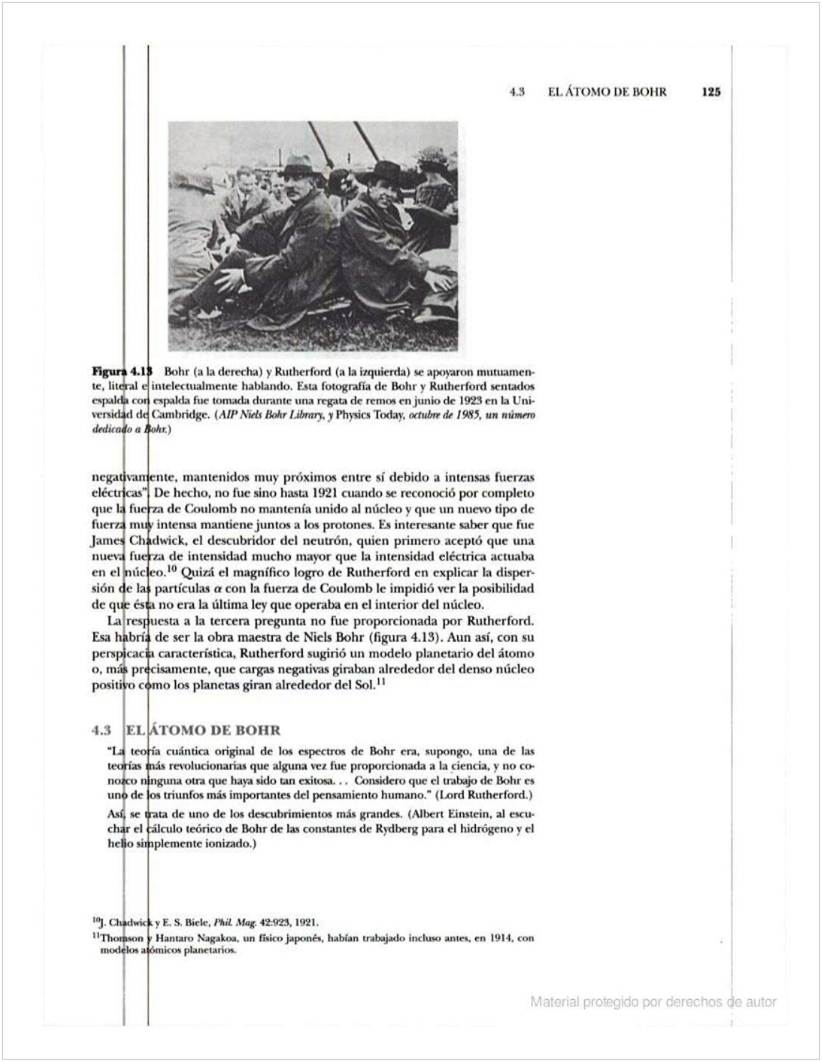 4.3 EL ÁTOMO DE BOHR 125
Figura 4.13 Bohr (a la derecha) y Rutherford (a la izquierda) se apoyaron mutuamen-
te, literal e intelectualmente hablando. Esta fotografía de Bohr y Rutherford sentados
espalda con espalda fue tomada durante una regata de remos en junio de 1923 en la Uni-
versidad de Cambridge. (AIP Niels Bohr Library, y Physics Today, octubre de 1985, un número
dedicado a Bohr.)
negativamente, mantenidos muy próximos entre sí debido a intensas fuerzas
eléctricas". De hecho, no fue sino hasta 1921 cuando se reconoció por completo
que la fuerza de Coulomb no mantenía unido al núcleo y que un nuevo tipo de
fuerza muy intensa mantiene juntos a los protones. Es interesante saber que fue
James Chadwick, el descubridor del neutrón, quien primero aceptó que una
nueva fuerza de intensidad mucho mayor que la intensidad eléctrica actuaba
en el núcleo.¹⁰ Quizá el magnífico logro de Rutherford en explicar la disper-
sión de las partículas α con la fuerza de Coulomb le impidió ver la posibilidad
de que ésta no era la última ley que operaba en el interior del núcleo.
La respuesta a la tercera pregunta no fue proporcionada por Rutherford.
Esa habría de ser la obra maestra de Niels Bohr (figura 4.13). Aun así, con su
perspicacia característica, Rutherford sugirió un modelo planetario del átomo
o, más precisamente, que cargas negativas giraban alrededor del denso núcleo
positivo como los planetas giran alrededor del Sol.¹¹
4.3 EL ÁTOMO DE BOHR
"La teoría cuántica original de los espectros de Bohr era, supongo, una de las
teorías más revolucionarias que alguna vez fue proporcionada a la ciencia, y no co-
nozco ninguna otra que haya sido tan exitosa. . . Considero que el trabajo de Bohr es
uno de los triunfos más importantes del pensamiento humano." (Lord Rutherford.)
Así, se trata de uno de los descubrimientos más grandes. (Albert Einstein, al escu-
char el cálculo teórico de Bohr de las constantes de Rydberg para el hidrógeno y el
helio simplemente ionizado.)
¹⁰J. Chadwick y E. S. Biele, Phil. Mag. 42:923, 1921.
¹¹Thomson y Hantaro Nagakoa, un físico japonés, habían trabajado incluso antes, en 1914, con
modelos atómicos planetarios.
Material protegido por derechos de autor